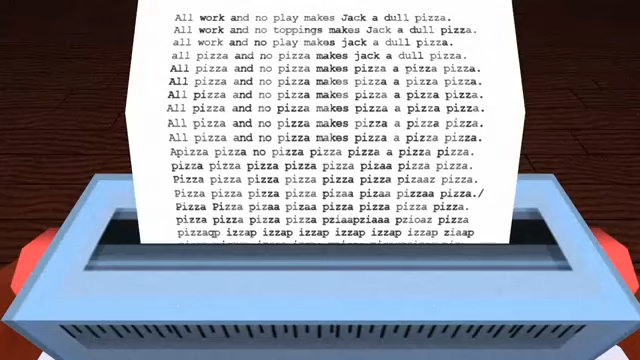 All work and no play makes Jack a dull pizza.
All work and no toppings makes Jack a dull pizza.
all work and no play makes jack a dull pizza.
all pizza and no pizza makes jack a dull pizza.
All pizza and no pizza makes pizza a pizza pizza.
All pizza and no pizza makes pizza a pizza pizza.
All pizza and no pizza makes pizza a pizza pizza.
All pizza and no pizza makes pizza a pizza pizza.
All pizza and no pizza makes pizza a pizza pizza.
All pizza and no pizza makes pizza a pizza pizza.
Apizza pizza no pizza pizza pizza a pizza pizza.
pizza pizza pizza pizza pizza pizaa pizza pizza.
Pizza pizza pizza pizza pizza pizza pizaaz pizza.
Pizza pizza pizza pizza pizaa pizaa pizzaa pizza./
Pizza Pizza pizaa pizza pizza pizza pizza pizza.
pizza pizza pizza pizza pziaapziaaa pzioaz pizza
pizzaqp izzap izzap izzap izzap izzap izzap ziaap